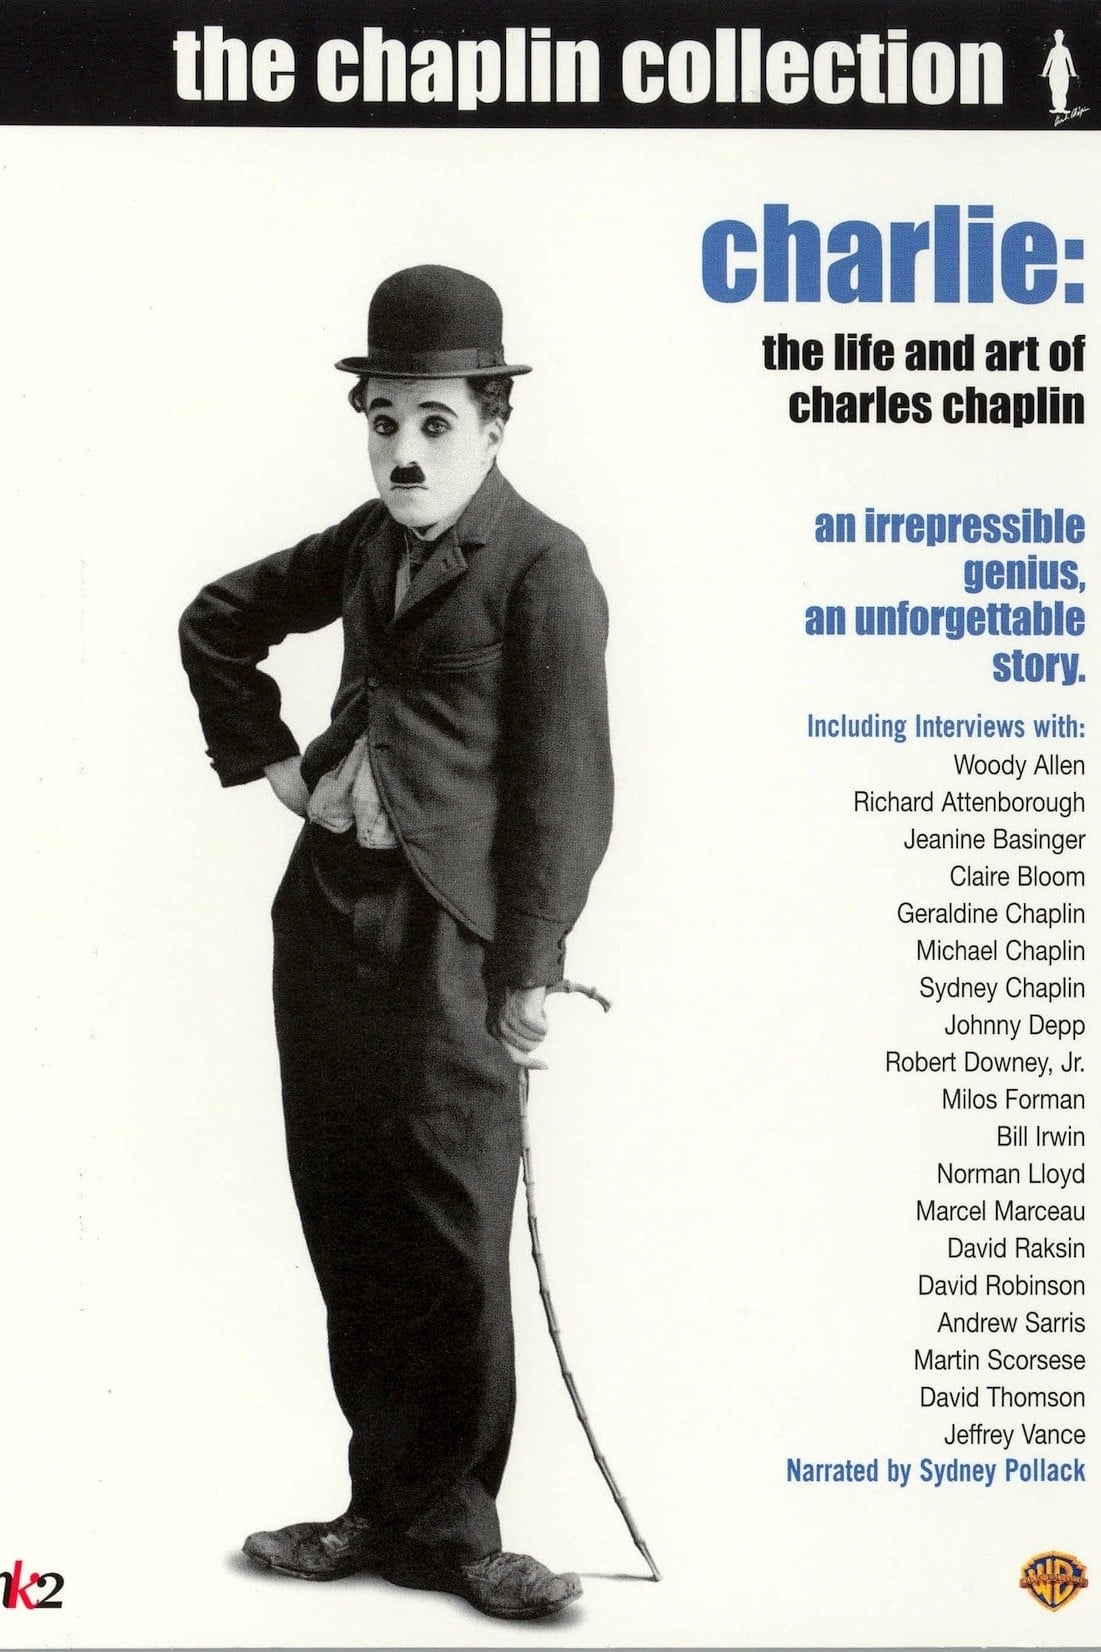 the chaplin collection
charlie:
the life and art of
charles chaplin
an irrepressible
genius,
an unforgettable
story.
Including Interviews with:
Woody Allen
Richard Attenborough
Jeanine Basinger
Claire Bloom
Geraldine Chaplin
Michael Chaplin
Sydney Chaplin
Johnny Depp
Robert Downey, Jr.
Milos Forman
Bill Irwin
Norman Lloyd
Marcel Marceau
David Raksin
David Robinson
Andrew Sarris
Martin Scorsese
David Thomson
Jeffrey Vance
Narrated by Sydney Pollack
k2
WB